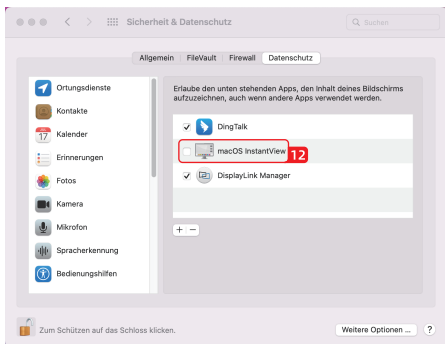 Sicherheit & Datenschutz
Suchen
Allgemein FileVault Firewall Datenschutz
Ortungsdienste
Kontakte
17
Kalender
Erinnerungen
Fotos
Kamera
Mikrofon
Spracherkennung
Bedienungshilfen
Erlaube den unten stehenden Apps, den Inhalt deines Bildschirms
aufzuzeichnen, auch wenn andere Apps verwendet werden.
DingTalk
macOS InstantView 12
DisplayLink Manager
+ −
Zum Schützen auf das Schloss klicken.
Weitere Optionen ... ?